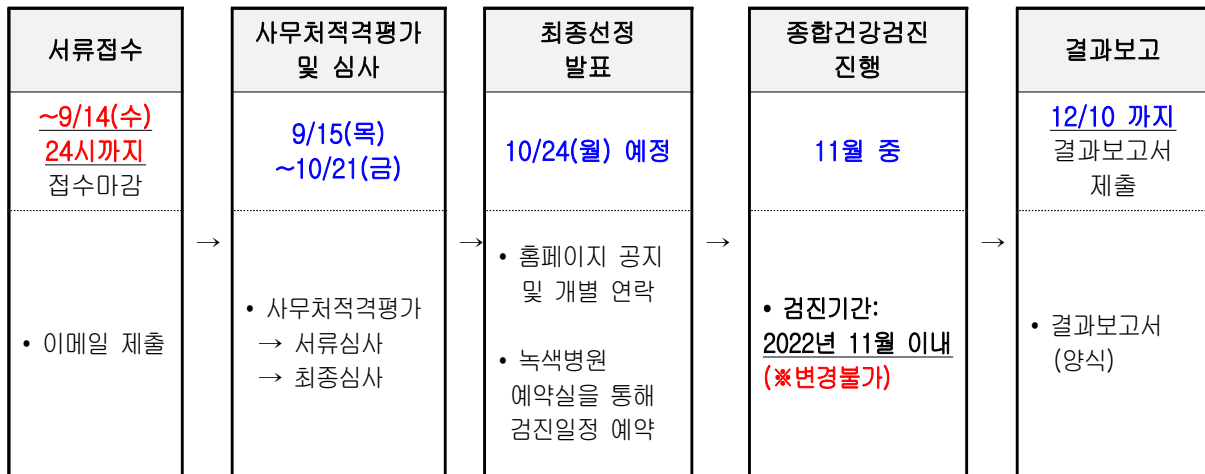 서류접수
~9/14(수)
24시까지
접수마감
• 이메일 제출
→
사무처적격평가
및 심사
9/15(목)
~10/21(금)
• 사무처적격평가
→ 서류심사
→ 최종심사
→
최종선정
발표
10/24(월) 예정
• 홈페이지 공지
및 개별 연락
• 녹색병원
예약실을 통해
검진일정 예약
→
종합건강검진
진행
11월 중
• 검진기간:
2022년 11월 이내
(※변경불가)
→
결과보고
12/10 까지
결과보고서
제출
• 결과보고서
(양식)